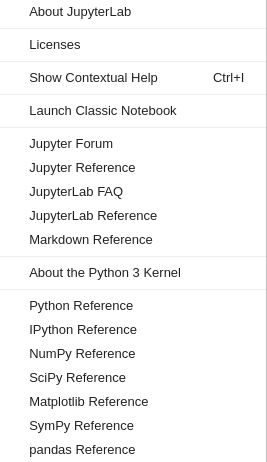 About JupyterLab
Licenses
Show Contextual Help Ctrl+I
Launch Classic Notebook
Jupyter Forum
Jupyter Reference
JupyterLab FAQ
JupyterLab Reference
Markdown Reference
About the Python 3 Kernel
Python Reference
IPython Reference
NumPy Reference
SciPy Reference
Matplotlib Reference
SymPy Reference
pandas Reference